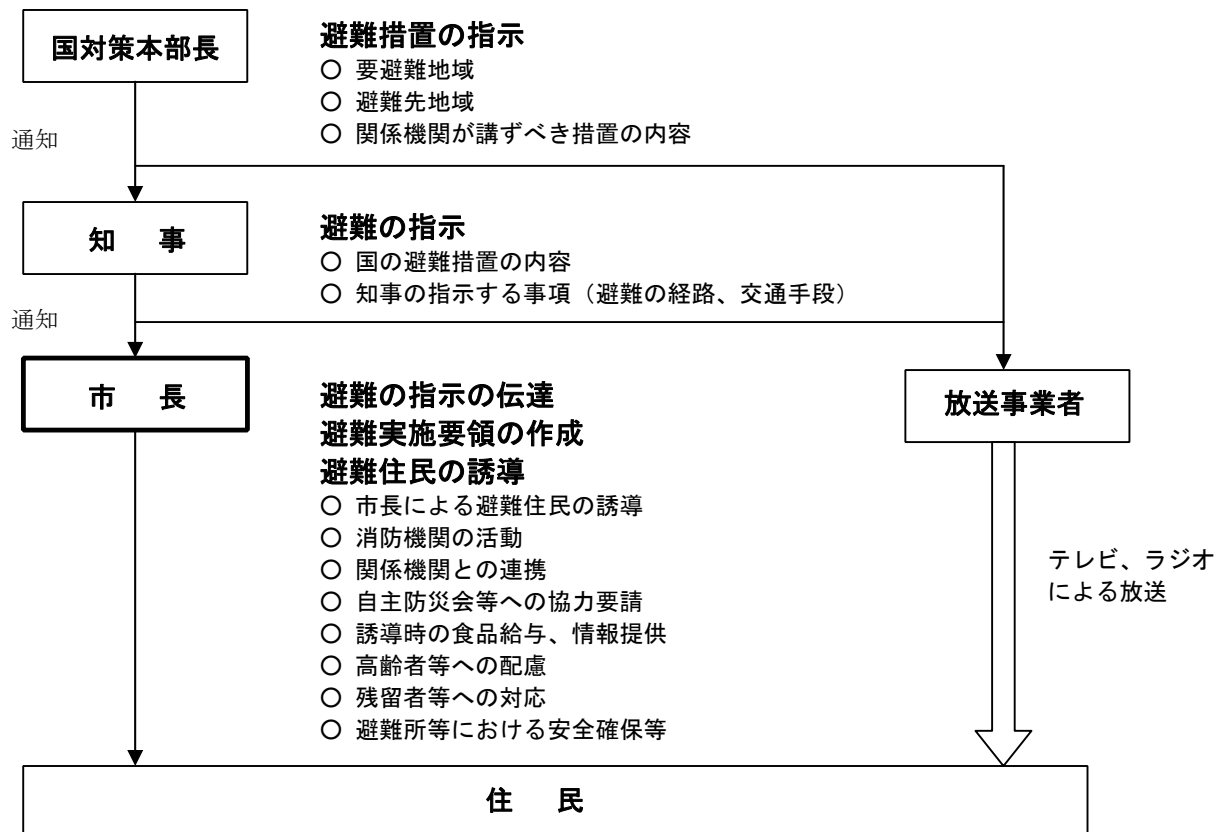 国対策本部長
避難措置の指示
○ 要避難地域
○ 避難先地域
○ 関係機関が講ずべき措置の内容
通知
知 事
避難の指示
○ 国の避難措置の内容
○ 知事の指示する事項（避難の経路、交通手段）
通知
市 長
避難の指示の伝達
避難実施要領の作成
避難住民の誘導
○ 市長による避難住民の誘導
○ 消防機関の活動
○ 関係機関との連携
○ 自主防災会等への協力要請
○ 誘導時の食品給与、情報提供
○ 高齢者等への配慮
○ 残留者等への対応
○ 避難所等における安全確保等
放送事業者
テレビ、ラジオ
による放送
住 民